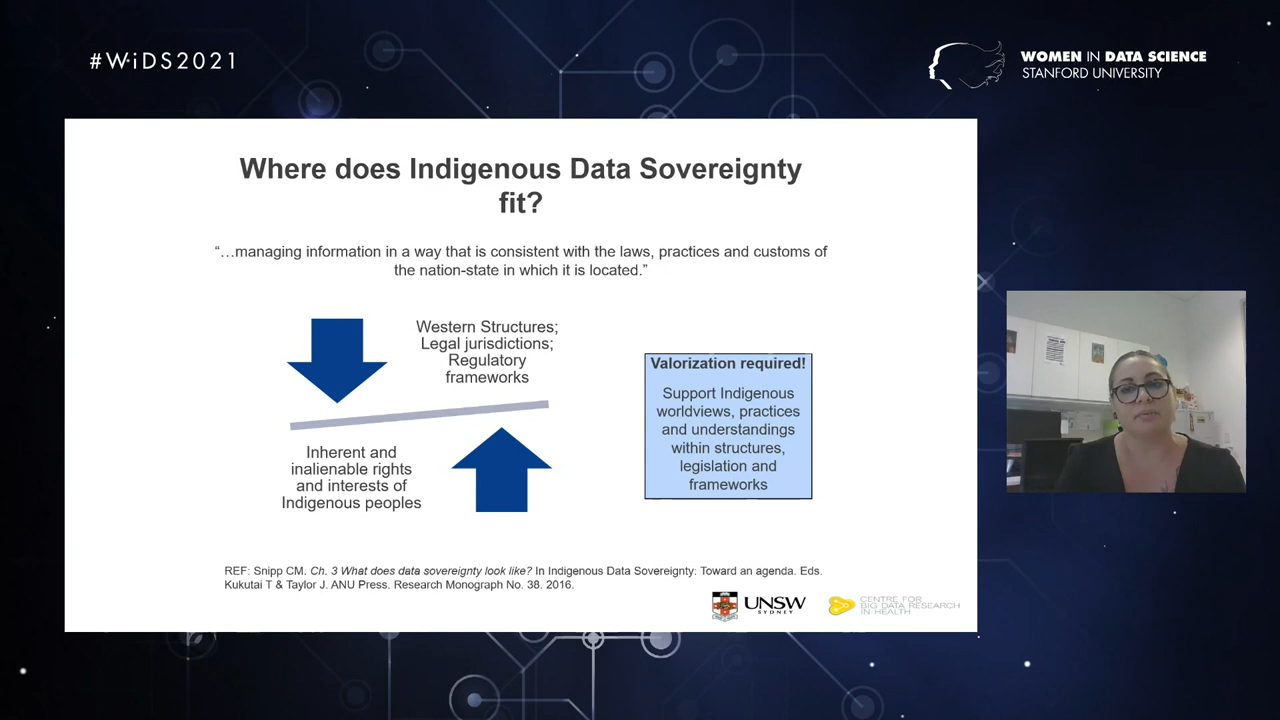 #WiDS2021
WOMEN IN DATA SCIENCE
STANFORD UNIVERSITY
Where does Indigenous Data Sovereignty
fit?
“…managing information in a way that is consistent with the laws, practices and customs of
the nation-state in which it is located.”
Western Structures;
Legal jurisdictions;
Regulatory
frameworks
Inherent and
inalienable rights
and interests of
Indigenous peoples
Valorization required!
Support Indigenous
worldviews, practices
and understandings
within structures,
legislation and
frameworks
REF: Snipp CM. Ch. 3 What does data sovereignty look like? In Indigenous Data Sovereignty: Toward an agenda. Eds.
Kukutai T & Taylor J. ANU Press. Research Monograph No. 38. 2016.
UNSW
SYDNEY
CENTRE FOR
BIG DATA RESEARCH
IN HEALTH